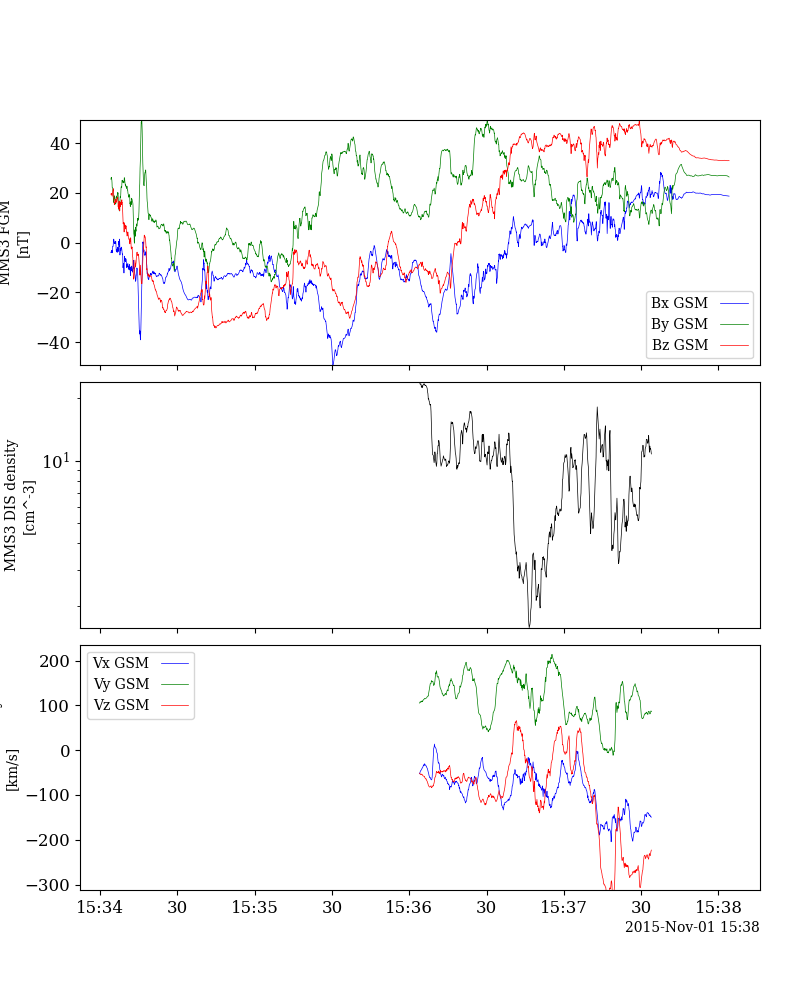 MMS3 FGM
[nT]
40
20
0
−20
−40
Bx GSM
By GSM
Bz GSM
MMS3 DIS density
[cm^-3]
10^1
[km/s]
200
100
0
−100
−200
−300
Vx GSM
Vy GSM
Vz GSM
15:34 30 15:35 30 15:36 30 15:37 30 15:38
2015-Nov-01 15:38